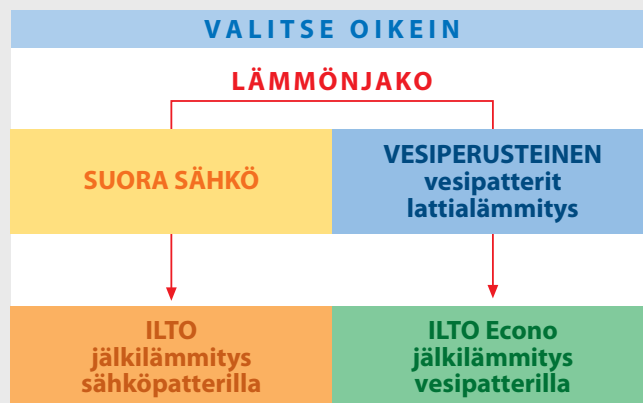 VALITSE OIKEIN
LÄMMÖNJAKO
SUORA SÄHKÖ
VESIPERUSTEINEN
vesipatterit
lattialämmitys
ILTO
jälkilämmitys
sähköpatterilla
ILTO Econo
jälkilämmitys
vesipatterilla